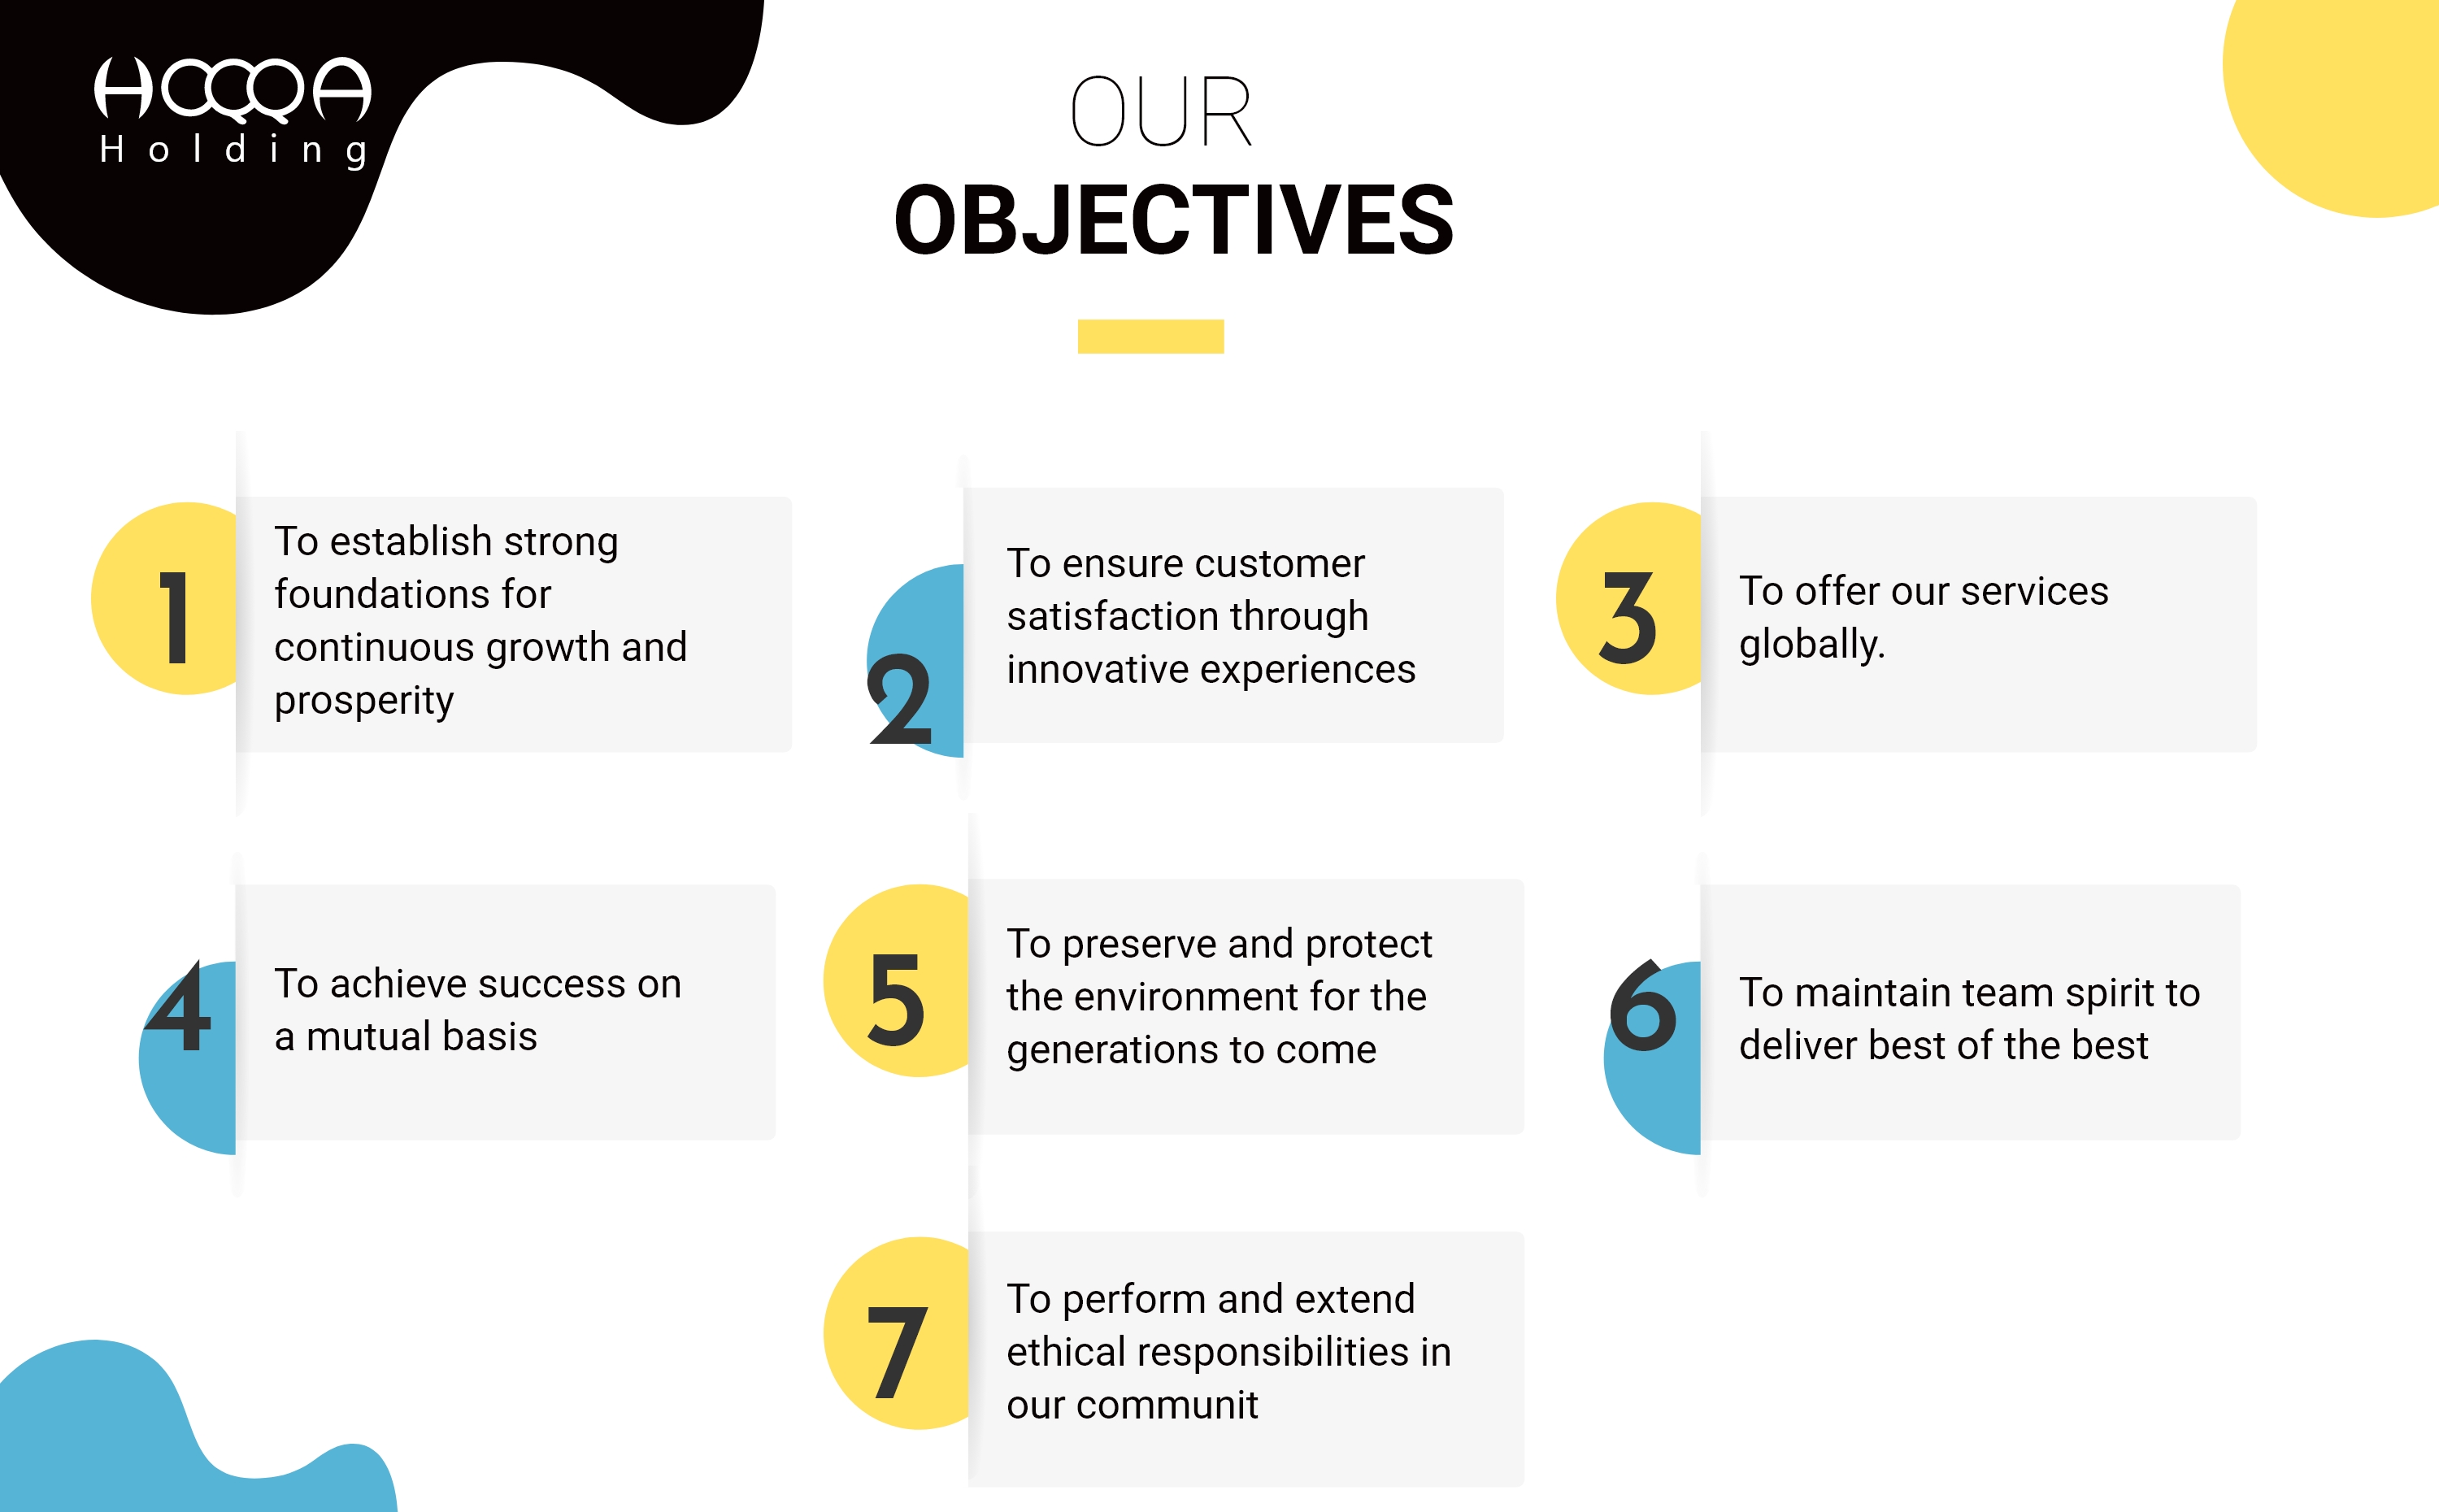 Holding
OUR
OBJECTIVES
1
To establish strong
foundations for
continuous growth and
prosperity
2
To ensure customer
satisfaction through
innovative experiences
3
To offer our services
globally.
4
To achieve success on
a mutual basis
5
To preserve and protect
the environment for the
generations to come
6
To maintain team spirit to
deliver best of the best
7
To perform and extend
ethical responsibilities in
our communit